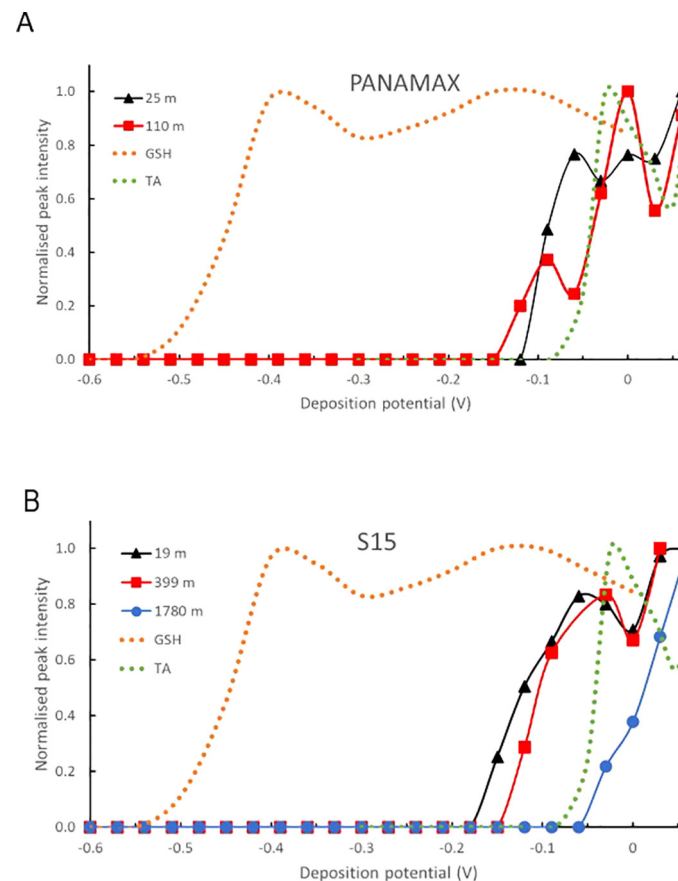 A
PANAMAX
25 m
110 m
GSH
TA
Normalised peak intensity
1.0
0.8
0.6
0.4
0.2
0.0
-0.6 -0.5 -0.4 -0.3 -0.2 -0.1 0
Deposition potential (V)
B
S15
19 m
399 m
1780 m
GSH
TA
Normalised peak intensity
1.0
0.8
0.6
0.4
0.2
0.0
-0.6 -0.5 -0.4 -0.3 -0.2 -0.1 0
Deposition potential (V)